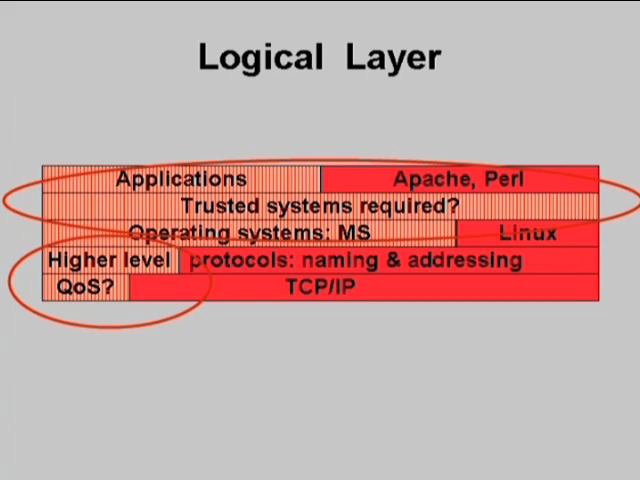 Logical Layer
Applications Apache, Perl
Trusted systems required?
Operating systems: MS Linux
Higher level protocols: naming & addressing
QoS? TCP/IP